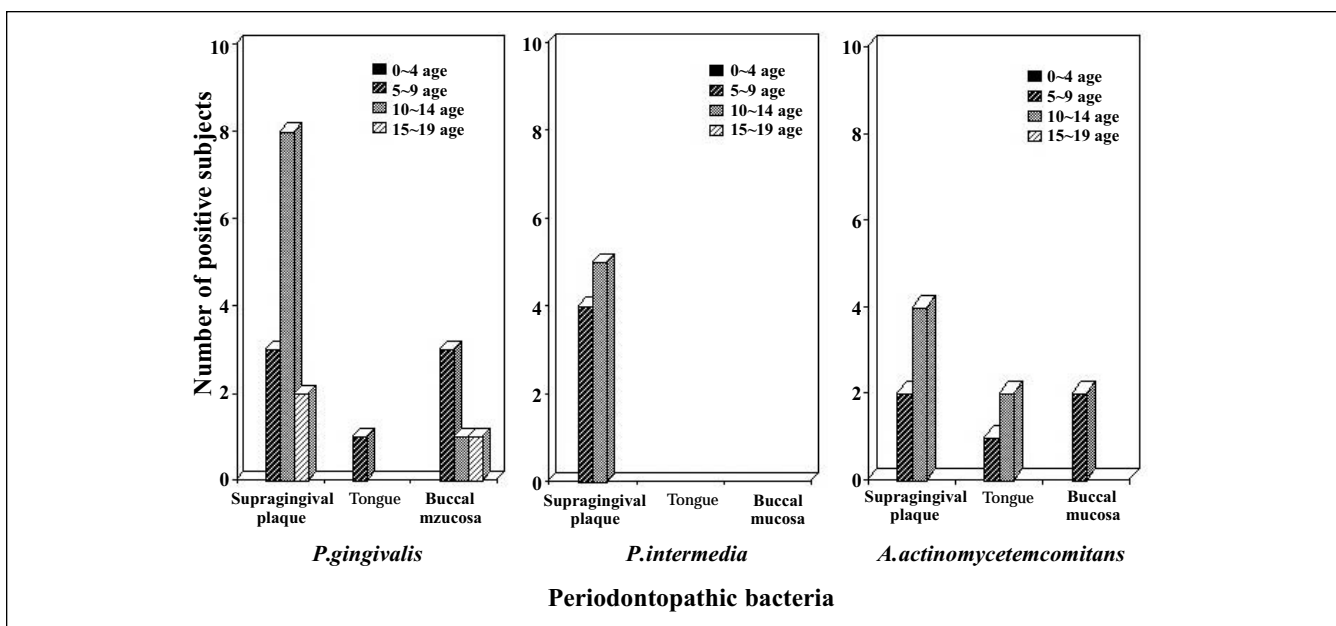 Number of positive subjects
10
8
6
4
2
0
0~4 age
5~9 age
10~14 age
15~19 age
Supragingival
plaque
Tongue
Buccal
mzucosa
P.gingivalis
10
8
6
4
2
0
0~4 age
5~9 age
10~14 age
15~19 age
Supragingival
plaque
Tongue
Buccal
mucosa
P.intermedia
10
8
6
4
2
0
0~4 age
5~9 age
10~14 age
15~19 age
Supragingival
plaque
Tongue
Buccal
mucosa
A.actinomycetemcomitans
Periodontopathic bacteria